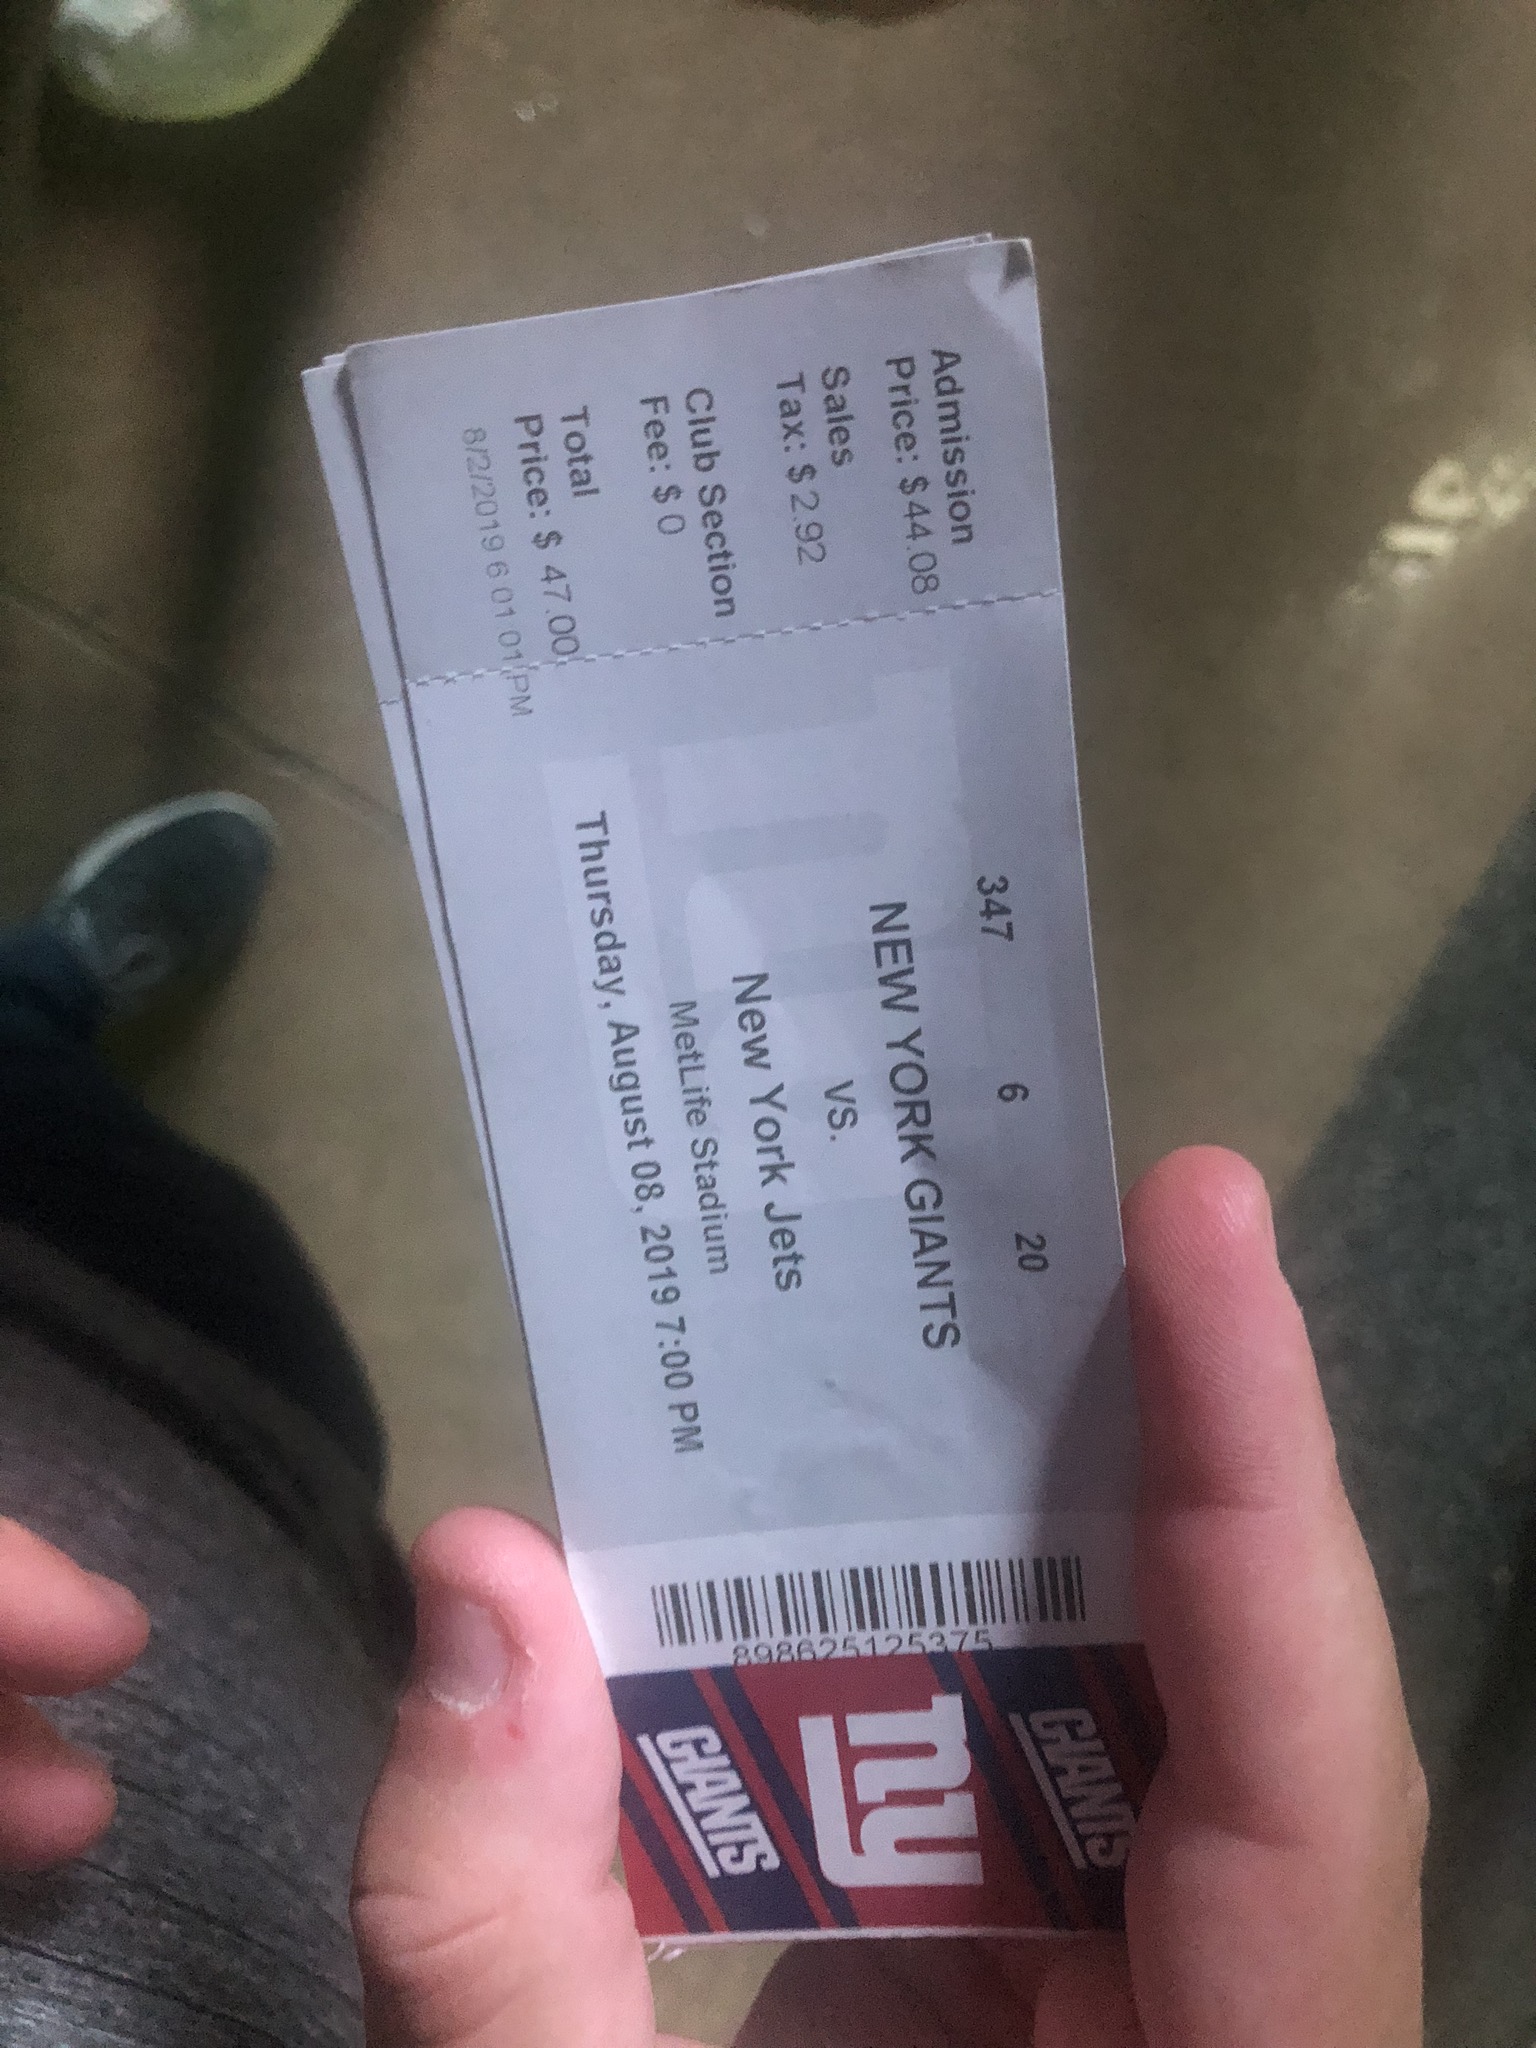 Admission
Price: $44.08
Sales
Tax: $2.92
Club Section
Fee: $0
Total
Price: $ 47.00
8/2/2019 6 01 01 PM
347 6 20
NEW YORK GIANTS
vs.
New York Jets
MetLife Stadium
Thursday, August 08, 2019 7:00 PM
898625125375
GIANTS
ny
GIANTS